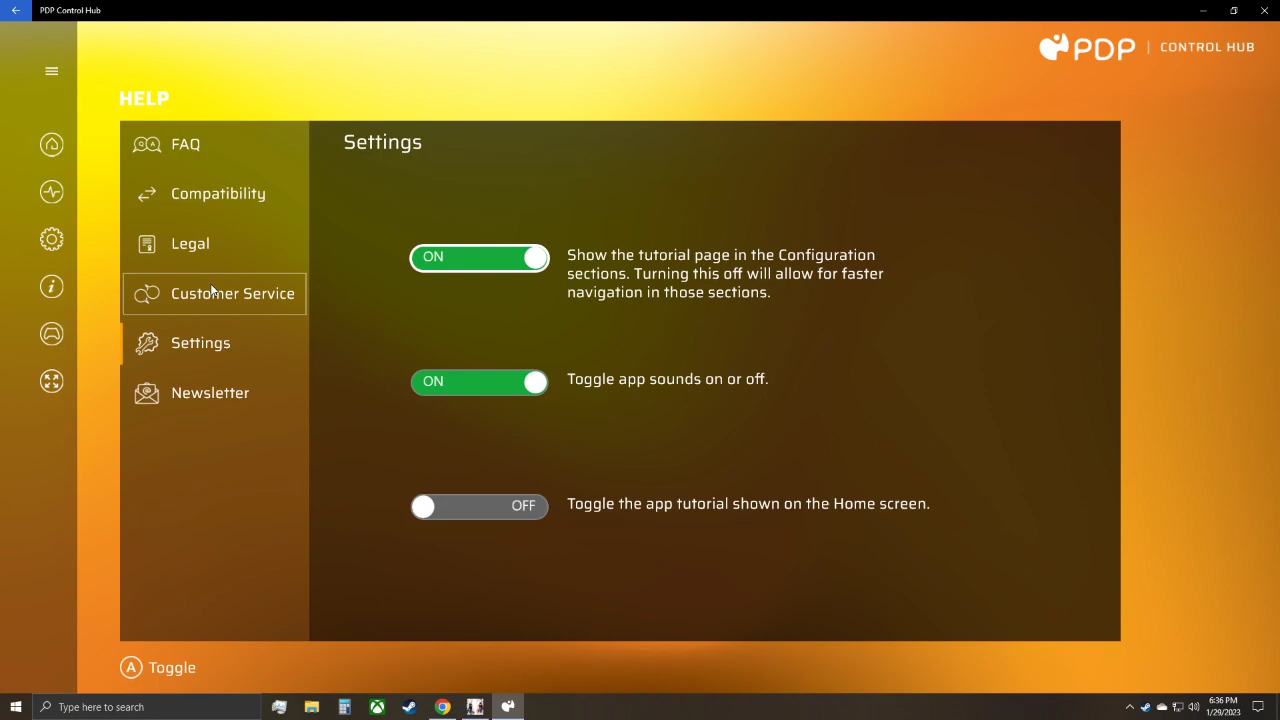 PDP Control Hub
PDP | CONTROL HUB
HELP
FAQ
Compatibility
Legal
Customer Service
Settings
Newsletter
Settings
ON
Show the tutorial page in the Configuration
sections. Turning this off will allow for faster
navigation in those sections.
ON
Toggle app sounds on or off.
OFF
Toggle the app tutorial shown on the Home screen.
A Toggle
Type here to search
6:36 PM
1/29/2023